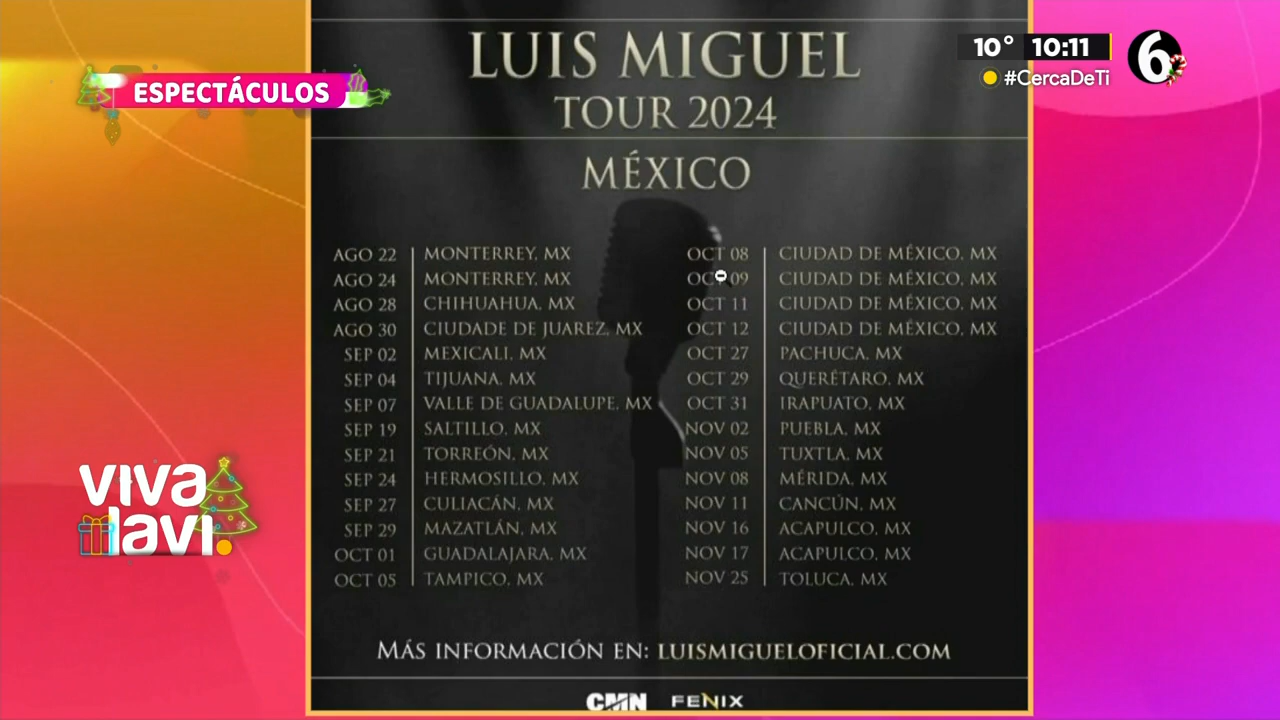 ESPECTÁCULOS
10° 10:11
#CercaDeTi
6
LUIS MIGUEL
TOUR 2024
MÉXICO
AGO 22 MONTERREY, MX
AGO 24 MONTERREY, MX
AGO 28 CHIHUAHUA, MX
AGO 30 CIUDADE DE JUAREZ, MX
SEP 02 MEXICALI, MX
SEP 04 TIJUANA, MX
SEP 07 VALLE DE GUADALUPE, MX
SEP 19 SALTILLO, MX
SEP 21 TORREÓN, MX
SEP 24 HERMOSILLO, MX
SEP 27 CULIACÁN, MX
SEP 29 MAZATLÁN, MX
OCT 01 GUADALAJARA, MX
OCT 05 TAMPICO, MX
OCT 08 CIUDAD DE MÉXICO, MX
OCT 09 CIUDAD DE MÉXICO, MX
OCT 11 CIUDAD DE MÉXICO, MX
OCT 12 CIUDAD DE MÉXICO, MX
OCT 27 PACHUCA, MX
OCT 29 QUERÉTARO, MX
OCT 31 IRAPUATO, MX
NOV 02 PUEBLA, MX
NOV 05 TUXTLA, MX
NOV 08 MÉRIDA, MX
NOV 11 CANCÚN, MX
NOV 16 ACAPULCO, MX
NOV 17 ACAPULCO, MX
NOV 25 TOLUCA, MX
MÁS INFORMACIÓN EN: LUISMIGUELOFICIAL.COM
CMN FENIX
VIVA
lavi.